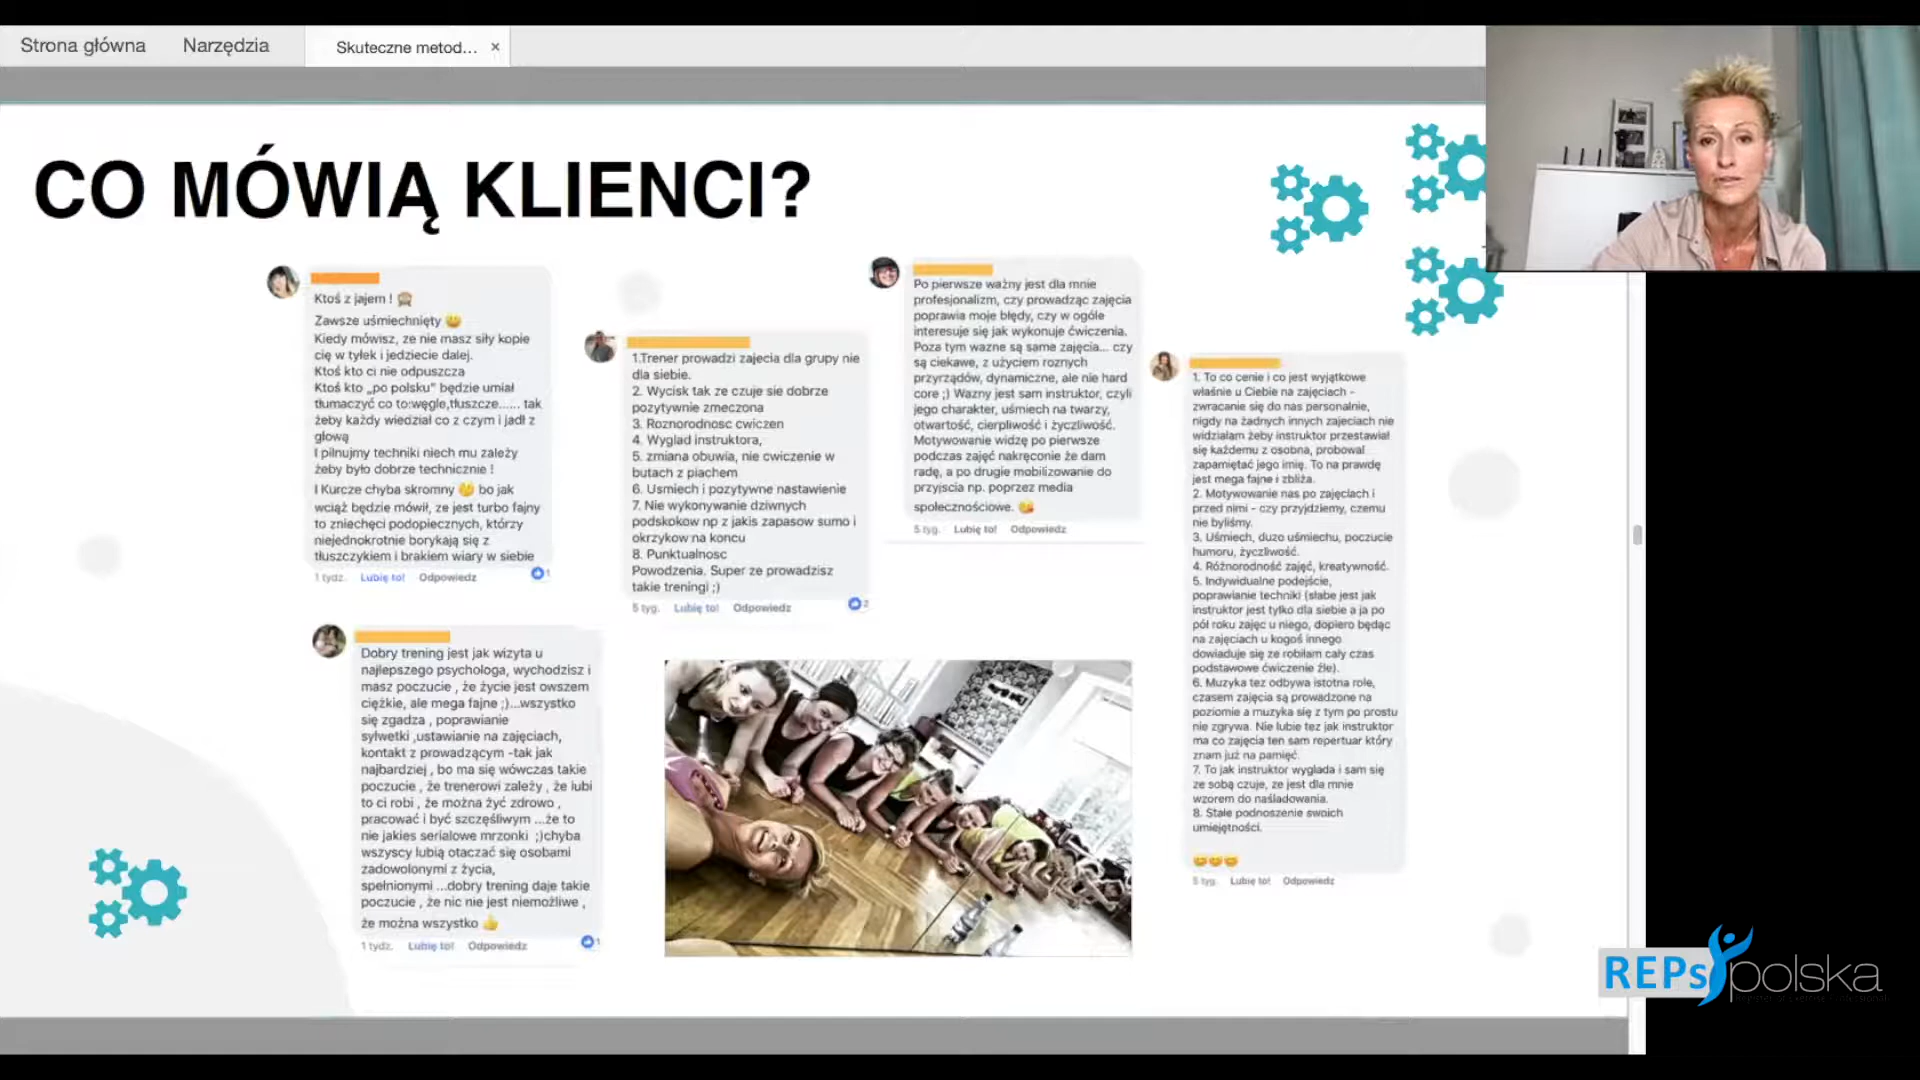 Strona główna
Narzędzia
Skuteczne metod...
×
CO MÓWIĄ KLIENCI?
Ktoś z jajem !
Zawsze uśmiechnięty
Kiedy mówisz, ze nie masz siły kopie
cię w tyłek i jedziecie dalej.
Ktoś kto ci nie odpuszcza
Ktoś kto „po polsku" będzie umiał
tłumaczyć co to:węgle,tłuszcze...... tak
żeby każdy wiedział co z czym i jadł z
głową
I pilnujmy techniki niech mu zależy
żeby było dobrze technicznie !
I Kurcze chyba skromny bo jak
wciąż będzie mówił, ze jest turbo fajny
to zniechęci podopiecznych, którzy
niejednokrotnie borykają się z
tłuszczykiem i brakiem wiary w siebie
1 tydz. Lubię to! Odpowiedz 1
1.Trener prowadzi zajecia dla grupy nie
dla siebie.
2. Wycisk tak ze czuje sie dobrze
pozytywnie zmeczona
3. Roznorodnosc cwiczen
4. Wyglad instruktora,
5. zmiana obuwia, nie cwiczenie w
butach z piachem
6. Usmiech i pozytywne nastawienie
7. Nie wykonywanie dziwnych
podskokow np z jakis zapasow sumo i
okrzykow na koncu
8. Punktualnosc
Powodzenia. Super ze prowadzisz
takie treningi ;)
5 tyg. Lubię to! Odpowiedz 2
Po pierwsze ważny jest dla mnie
profesjonalizm, czy prowadząc zajęcia
poprawia moje błędy, czy w ogóle
interesuje się jak wykonuje ćwiczenia.
Poza tym wazne są same zajęcia... czy
są ciekawe, z użyciem roznych
przyrządów, dynamiczne, ale nie hard
core ;) Wazny jest sam instruktor, czyli
jego charakter, uśmiech na twarzy,
otwartość, cierpliwość i życzliwość.
Motywowanie widzę po pierwsze
podczas zajęć nakręconie że dam
radę, a po drugie mobilizowanie do
przyjscia np. poprzez media
społecznościowe.
5 tyg. Lubię to! Odpowiedz
1. To co cenie i co jest wyjątkowe
właśnie u Ciebie na zajęciach -
zwracanie się do nas personalnie,
nigdy na żadnych innych zajeciach nie
widzialam żeby instruktor przestawiał
się każdemu z osobna, probował
zapamiętać jego imię. To na prawdę
jest mega fajne i zbliża.
2. Motywowanie nas po zajęciach i
przed nimi - czy przyjdziemy, czemu
nie byliśmy.
3. Uśmiech, duzo uśmiechu, poczucie
humoru, życzliwość.
4. Różnorodność zajęć, kreatywność.
5. Indywidualne podejście,
poprawianie techniki (słabe jest jak
instruktor jest tylko dla siebie a ja po
pół roku zajęc u niego, dopiero będąc
na zajęciach u kogoś innego
dowiaduje się ze robiłam cały czas
podstawowe ćwiczenie źle).
6. Muzyka tez odbywa istotna role,
czasem zajęcia są prowadzone na
poziomie a muzyka się z tym po prostu
nie zgrywa. Nie lubie tez jak instruktor
ma co zajęcia ten sam repertuar który
znam już na pamięć.
7. To jak instruktor wyglada i sam się
ze sobą czuje, ze jest dla mnie
wzorem do naśladowania.
8. Stałe podnoszenie swoich
umiejętności.
5 tyg. Lubię to! Odpowiedz
Dobry trening jest jak wizyta u
najlepszego psychologa, wychodzisz i
masz poczucie , że życie jest owszem
ciężkie, ale mega fajne ;)...wszystko
się zgadza , poprawianie
sylwetki ,ustawianie na zajęciach,
kontakt z prowadzącym -tak jak
najbardziej , bo ma się wówczas takie
poczucie , że trenerowi zależy , że lubi
to ci robi , że można żyć zdrowo ,
pracować i być szczęśliwym ...że to
nie jakies serialowe mrzonki ;)chyba
wszyscy lubią otaczać się osobami
zadowolonymi z życia,
spełnionymi ...dobry trening daje takie
poczucie , że nic nie jest niemożliwe ,
że można wszystko
1 tydz. Lubię to! Odpowiedz 1
REPs polska